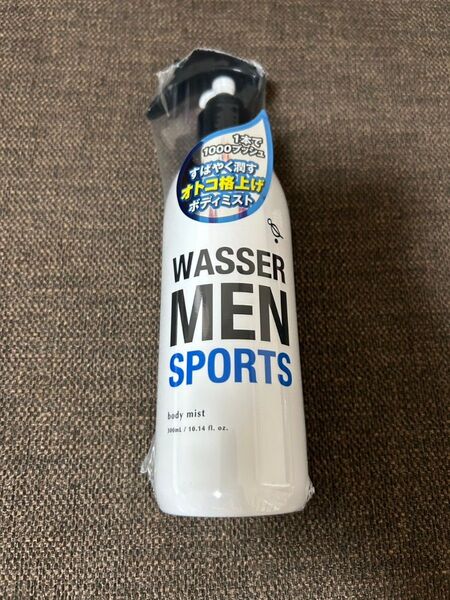 1本で
1000プッシュ
すばやく潤す
オトコ格上げ
ボディミスト
WASSER
MEN
SPORTS
body mist
300mL / 10.14 fl. oz.